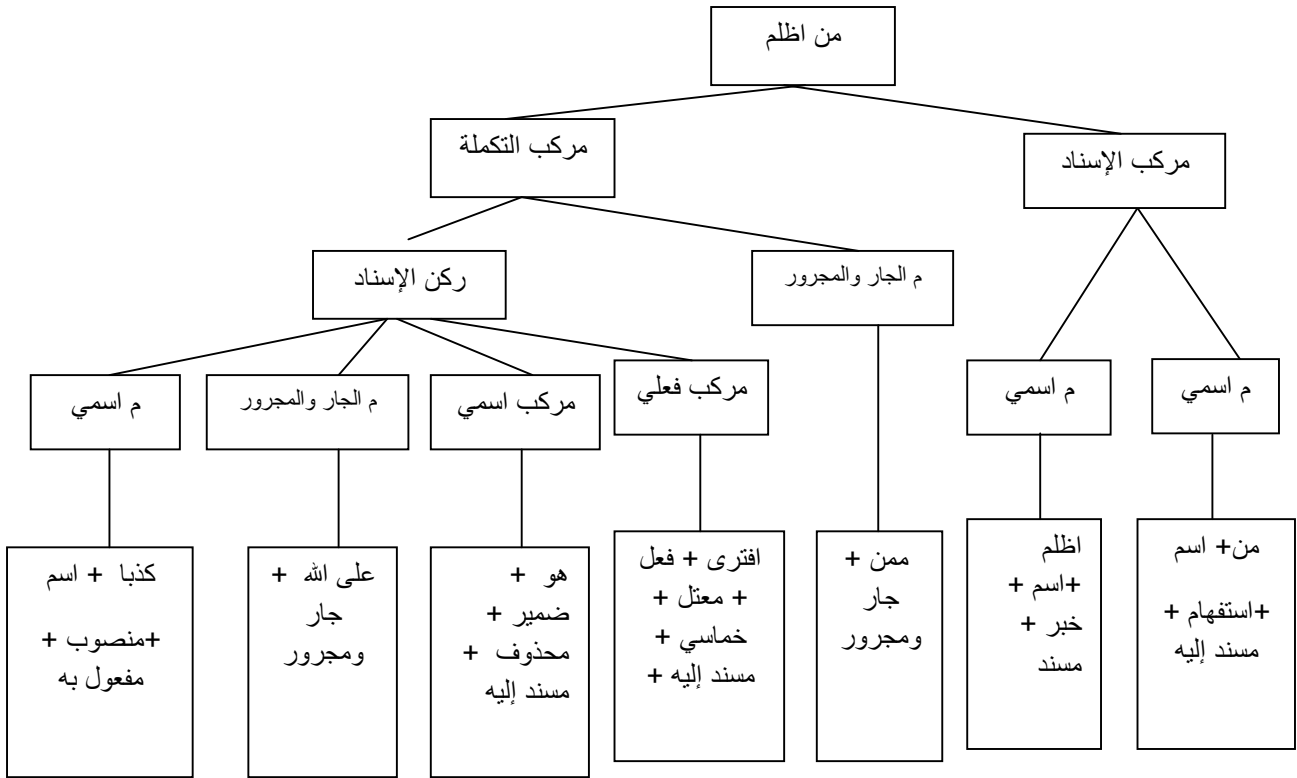 من اظلم
مركب الإسناد
مركب التكملة
م الجار والمجرور
ركن الإسناد
م اسمي
م اسمي
مركب فعلي
مركب اسمي
م الجار والمجرور
م اسمي
من+ اسم
+استفهام +
مسند إليه
اظلم
+اسم +
خبر +
مسند
ممن +
جار
ومجرور
افترى + فعل
+ معتل +
خماسي +
مسند إليه +
هو +
ضمير +
محذوف +
مسند إليه
على الله +
جار
ومجرور
كذبا + اسم
+منصوب +
مفعول به